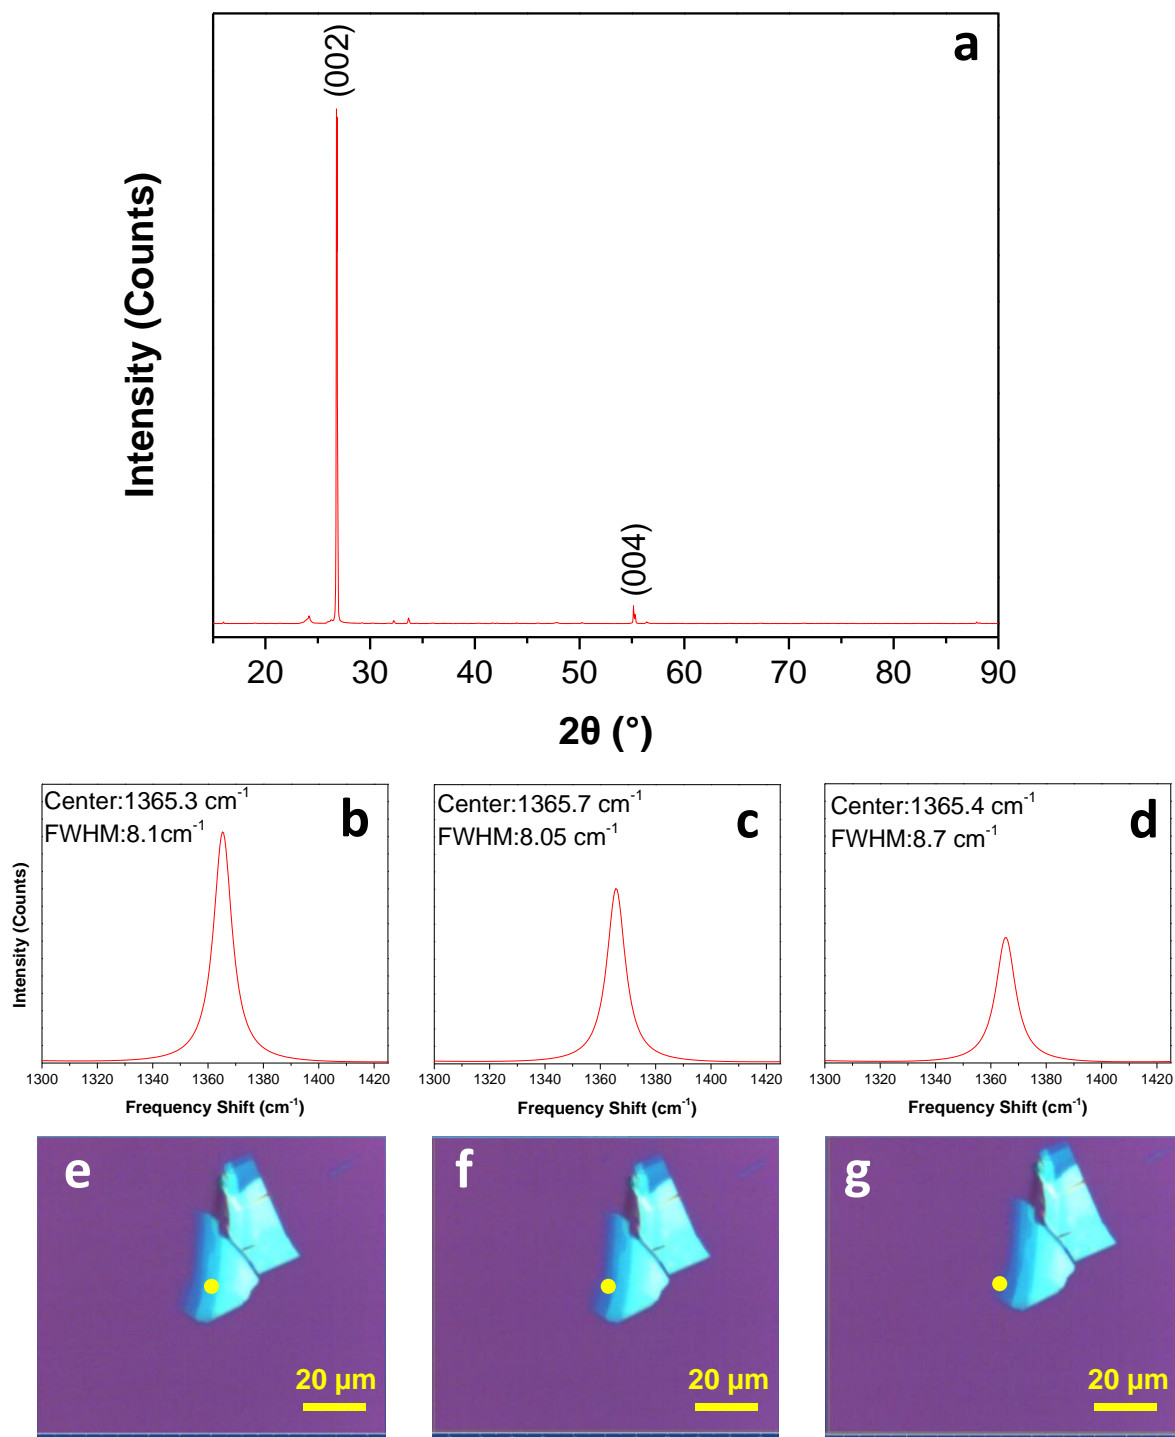 a
(002)
(004)
Intensity (Counts)
20 30 40 50 60 70 80 90
2θ (°)
Center:1365.3 cm⁻¹
FWHM:8.1cm⁻¹
b
Intensity (Counts)
1300 1320 1340 1360 1380 1400 1420
Frequency Shift (cm⁻¹)
Center:1365.7 cm⁻¹
FWHM:8.05 cm⁻¹
c
1300 1320 1340 1360 1380 1400 1420
Frequency Shift (cm⁻¹)
Center:1365.4 cm⁻¹
FWHM:8.7 cm⁻¹
d
1300 1320 1340 1360 1380 1400 1420
Frequency Shift (cm⁻¹)
e
20 µm
f
20 µm
g
20 µm